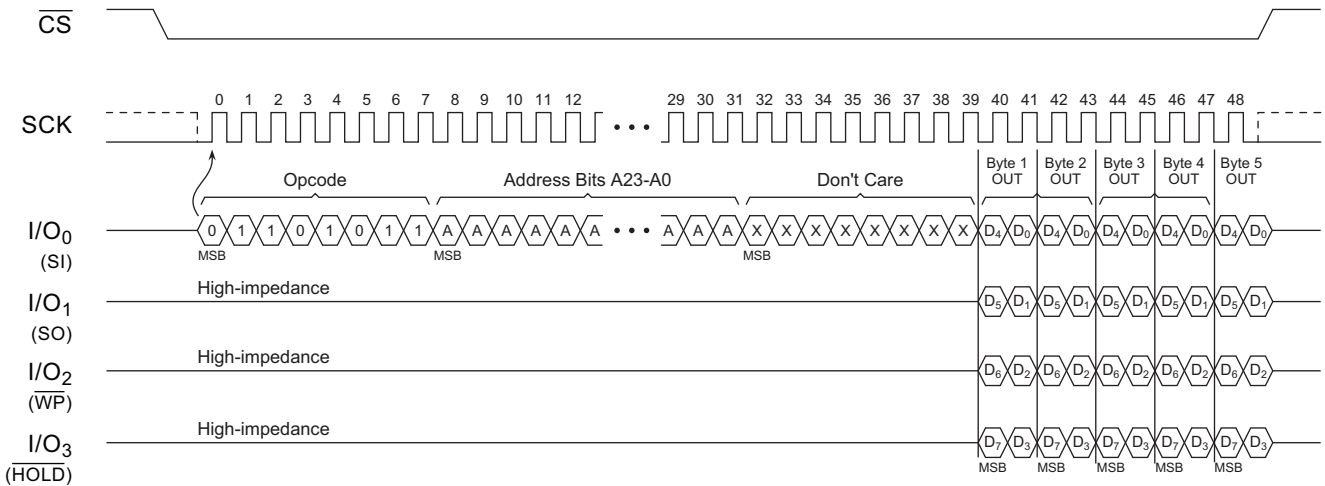 CS
0 1 2 3 4 5 6 7 8 9 10 11 12 29 30 31 32 33 34 35 36 37 38 39 40 41 42 43 44 45 46 47 48
SCK
Opcode Address Bits A23-A0 Don't Care Byte 1 OUT Byte 2 OUT Byte 3 OUT Byte 4 OUT Byte 5 OUT
I/O0 (SI) 0 1 1 0 1 0 1 1 A A A A A A • • • A A A X X X X X X X X D4 D0 D4 D0 D4 D0 D4 D0 D4 D0
MSB MSB MSB
High-impedance
I/O1 (SO) D5 D1 D5 D1 D5 D1 D5 D1 D5 D1
High-impedance
I/O2 (WP) D6 D2 D6 D2 D6 D2 D6 D2 D6 D2
High-impedance
I/O3 (HOLD) D7 D3 D7 D3 D7 D3 D7 D3 D7 D3
MSB MSB MSB MSB MSB